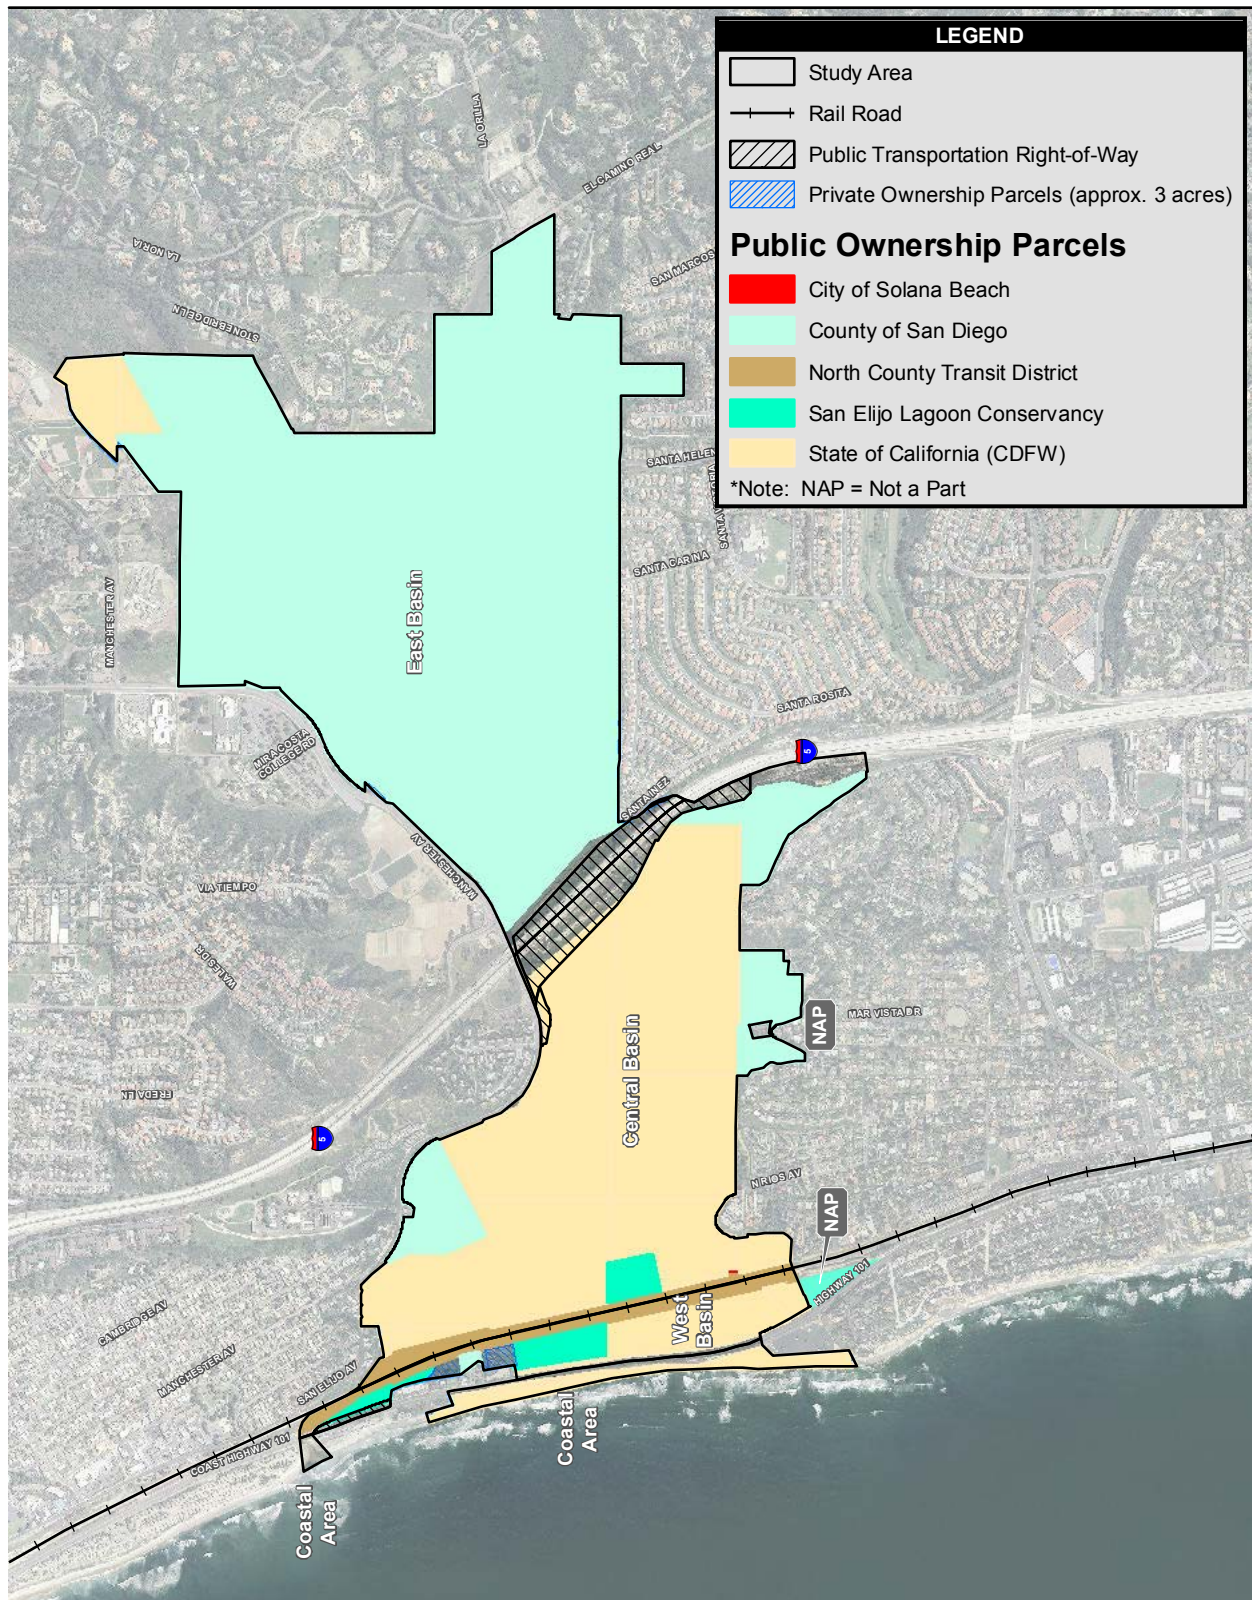 LEGEND
Study Area
Rail Road
Public Transportation Right-of-Way
Private Ownership Parcels (approx. 3 acres)
Public Ownership Parcels
City of Solana Beach
County of San Diego
North County Transit District
San Elijo Lagoon Conservancy
State of California (CDFW)
*Note: NAP = Not a Part
LA ORILLA
EL CAMINO REAL
LA NORIA
SAN MARCOS
STONEBRIDGE LN
SANTA HELEN
SANTA CARINA
MANCHESTER AV
East Basin
SANTA ROSITA
MIRA COSTA
COLLEGE RD
5
SANTA INEZ
MANCHESTER AV
VIA TIEMPO
WALES DR
MAR VISTA DR
NAP
Central Basin
FREDA LN
5
N RIOS AV
NAP
HIGHWAY 101
West
Basin
CAMBRIDGE AV
MANCHESTER AV
SAN ELIJO AV
COAST HIGHWAY 101
Coastal
Area
Coastal
Area